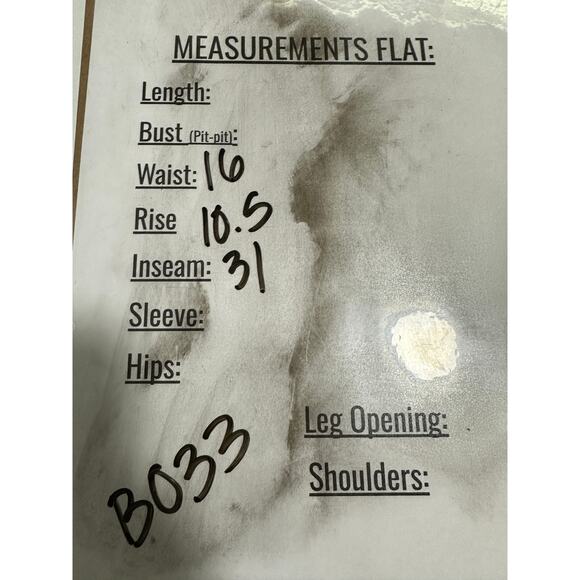 MEASUREMENTS FLAT:
Length:
Bust (Pit-pit):
Waist: 16
Rise 10.5
Inseam: 31
Sleeve:
Hips:
Leg Opening:
Shoulders:
B033